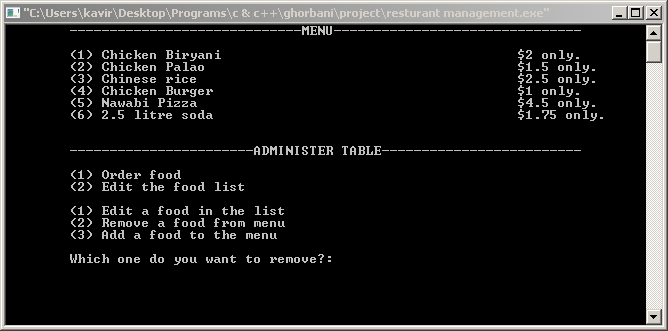 "C:\Users\kavir\Desktop\Programs\c & c++\ghorbani\project\resturant management.exe"
-----------------------------MENU-------------------------------
(1) Chicken Biryani $2 only.
(2) Chicken Palao $1.5 only.
(3) Chinese rice $2.5 only.
(4) Chicken Burger $1 only.
(5) Nawabi Pizza $4.5 only.
(6) 2.5 litre soda $1.75 only.
-----------------------ADMINISTER TABLE-------------------------
(1) Order food
(2) Edit the food list
(1) Edit a food in the list
(2) Remove a food from menu
(3) Add a food to the menu
Which one do you want to remove?: